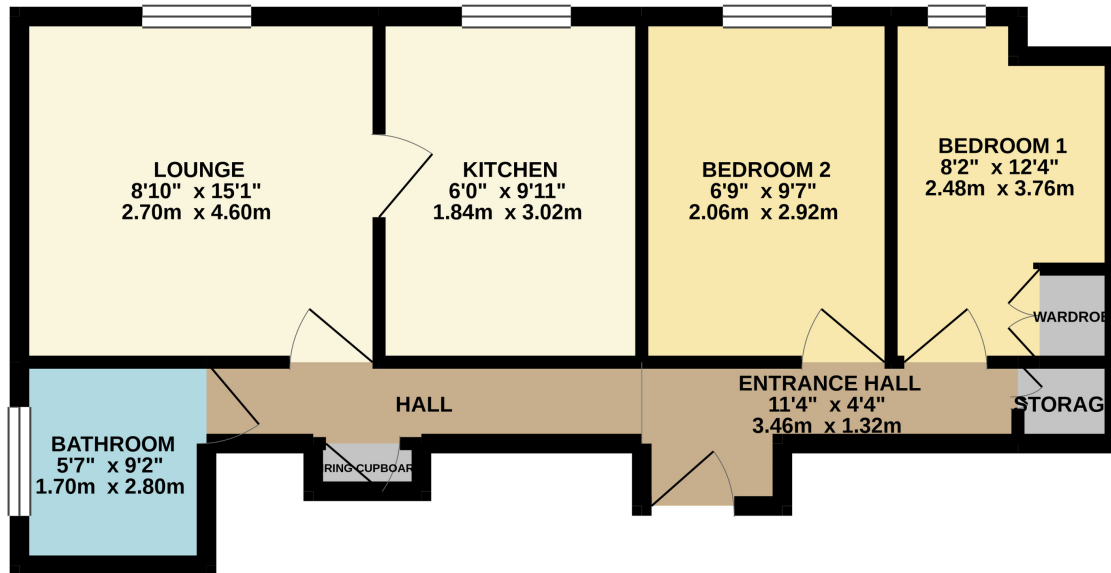 LOUNGE
8'10" x 15'1"
2.70m x 4.60m
KITCHEN
6'0" x 9'11"
1.84m x 3.02m
BEDROOM 2
6'9" x 9'7"
2.06m x 2.92m
BEDROOM 1
8'2" x 12'4"
2.48m x 3.76m
WARDROBE
HALL
ENTRANCE HALL
11'4" x 4'4"
3.46m x 1.32m
STORAG
BATHROOM
5'7" x 9'2"
1.70m x 2.80m
RING CUPBOAR